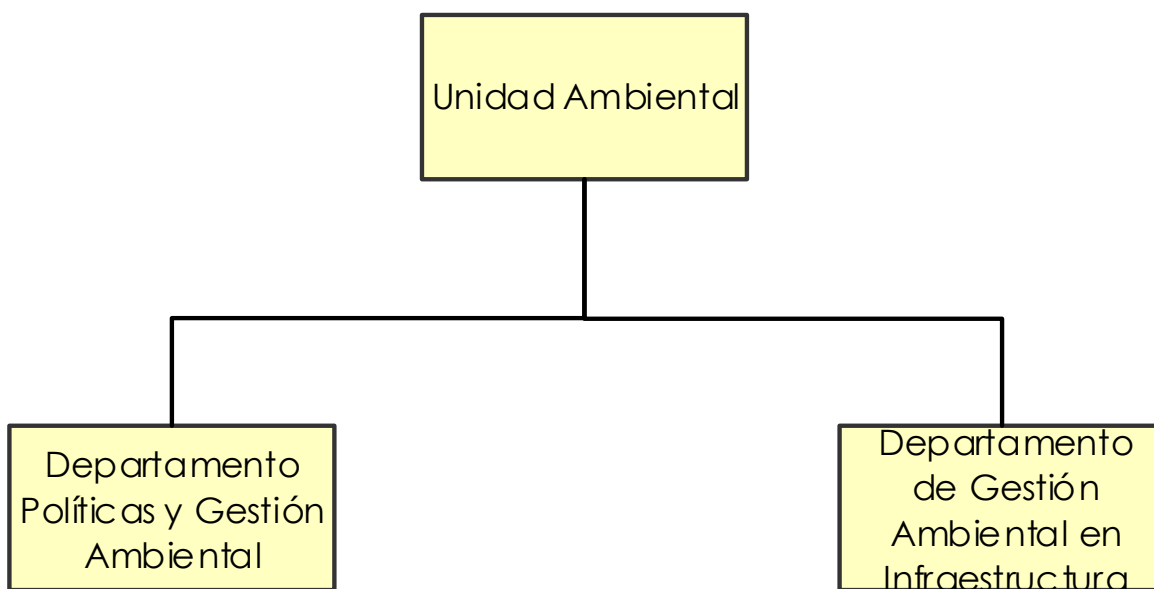 Unidad Ambiental
Departamento
Políticas y Gestión
Ambiental
Departamento
de Gestión
Ambiental en
Infraestructura